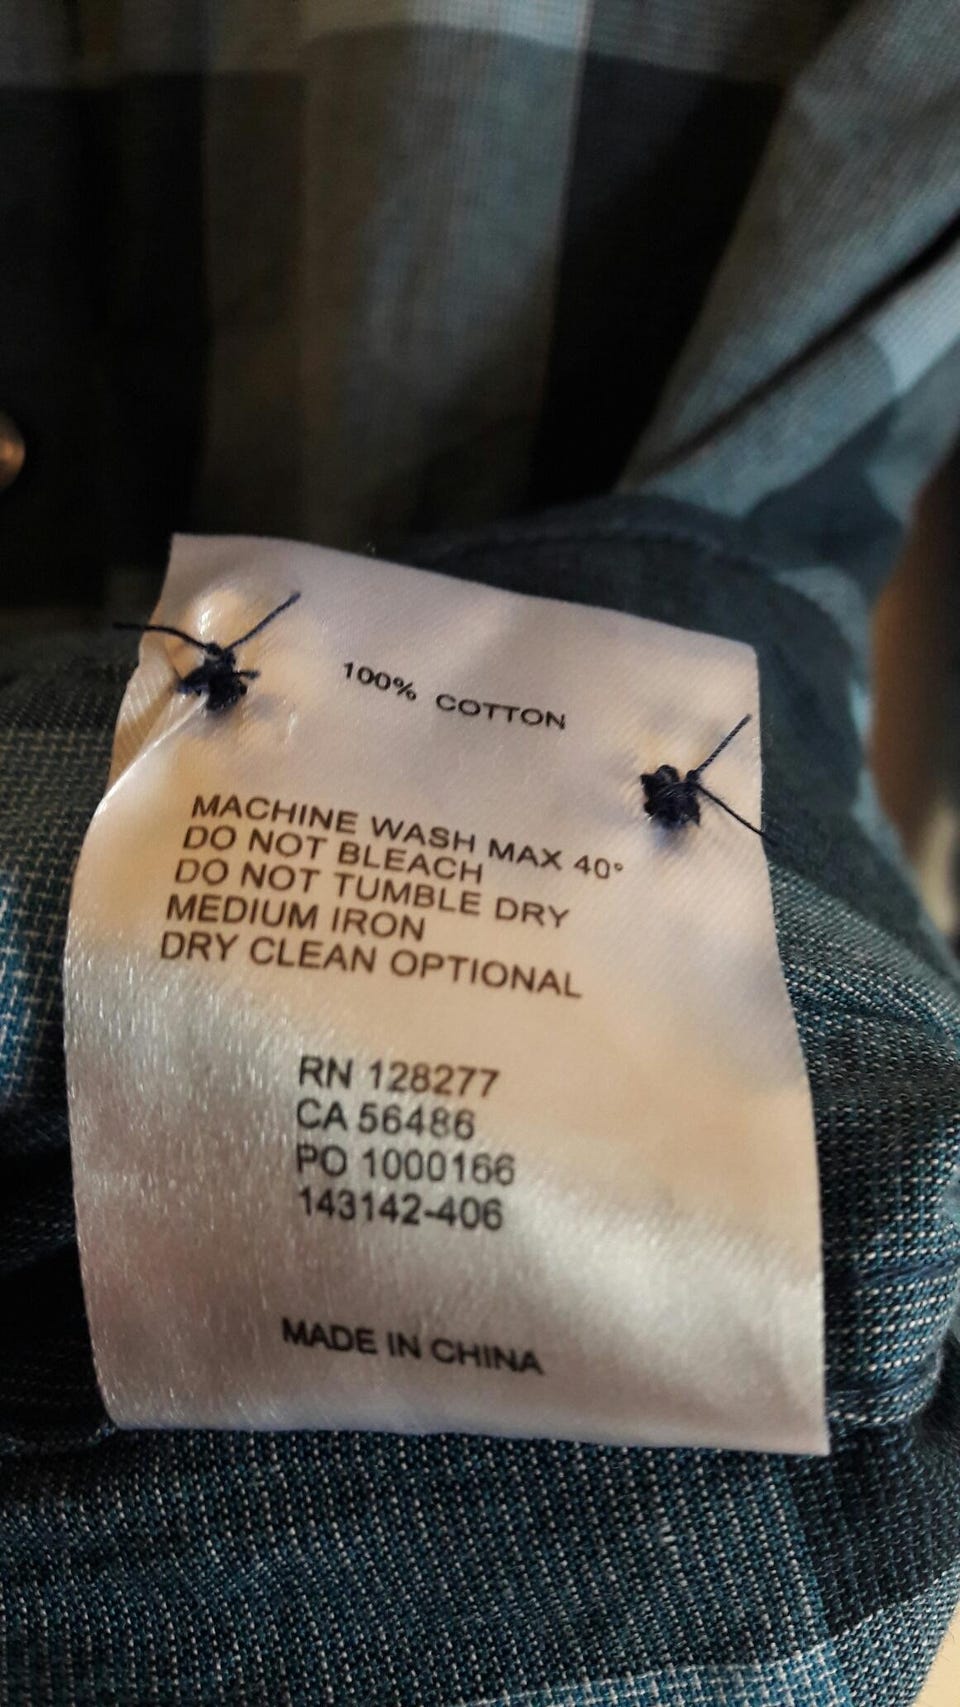 100% COTTON
MACHINE WASH MAX 40°
DO NOT BLEACH
DO NOT TUMBLE DRY
MEDIUM IRON
DRY CLEAN OPTIONAL
RN 128277
CA 56486
PO 1000166
143142-406
MADE IN CHINA